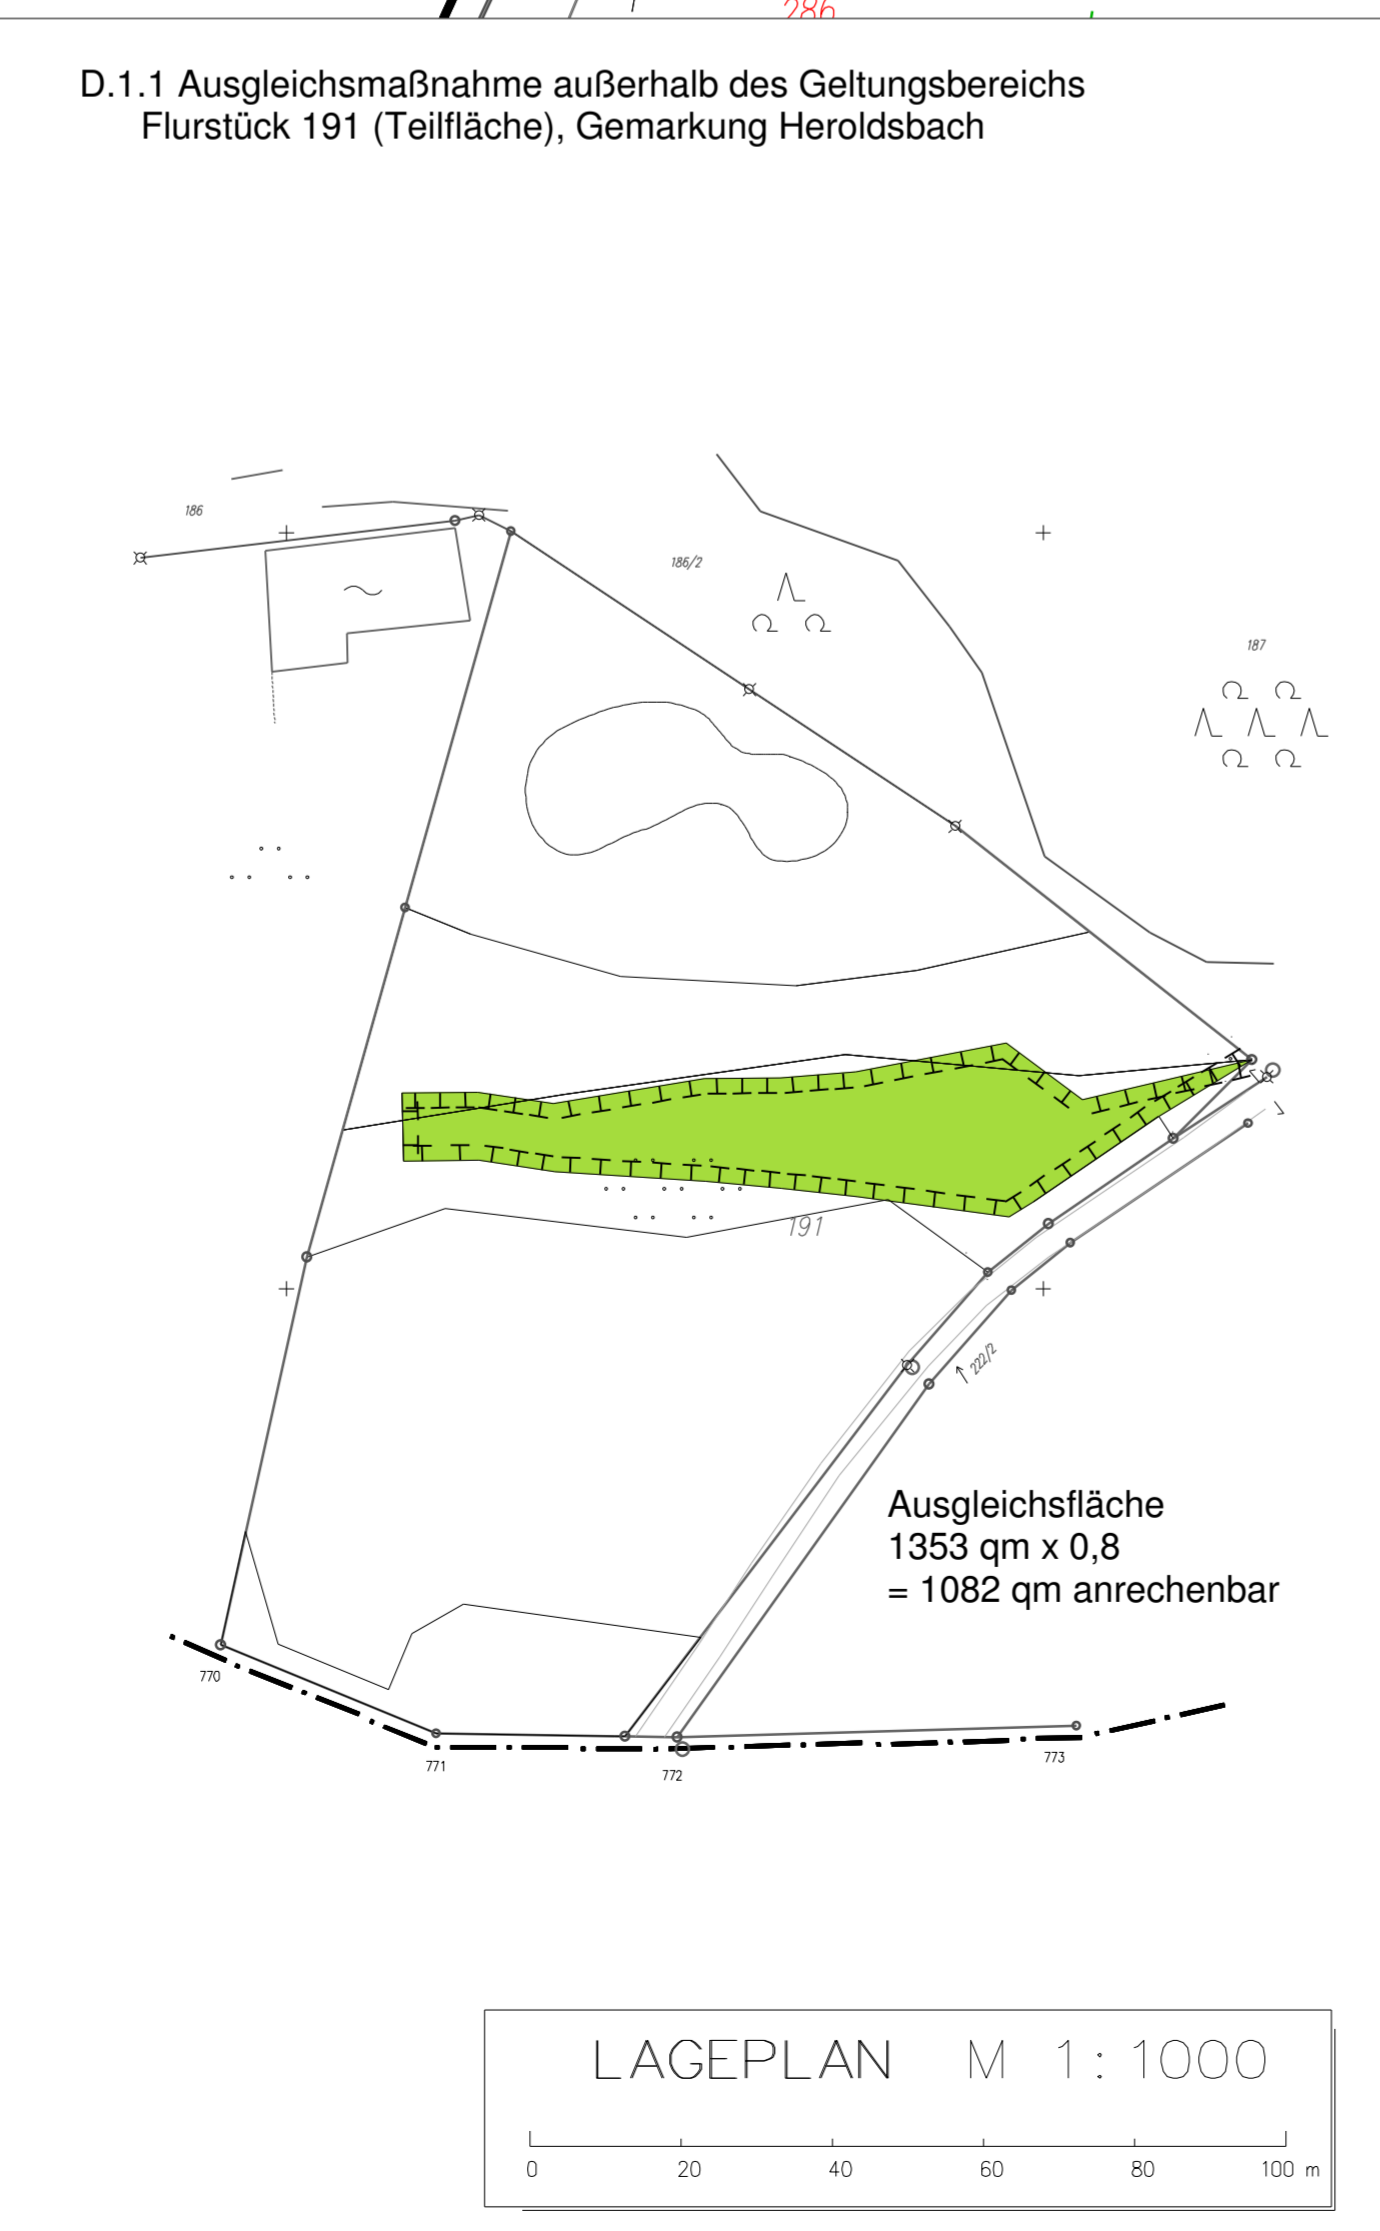 286
D.1.1 Ausgleichsmaßnahme außerhalb des Geltungsbereichs
Flurstück 191 (Teilfläche), Gemarkung Heroldsbach
186
186/2
187
191
222/2
Ausgleichsfläche
1353 qm x 0,8
= 1082 qm anrechenbar
770
771
772
773
LAGEPLAN M 1:1000
0 20 40 60 80 100 m